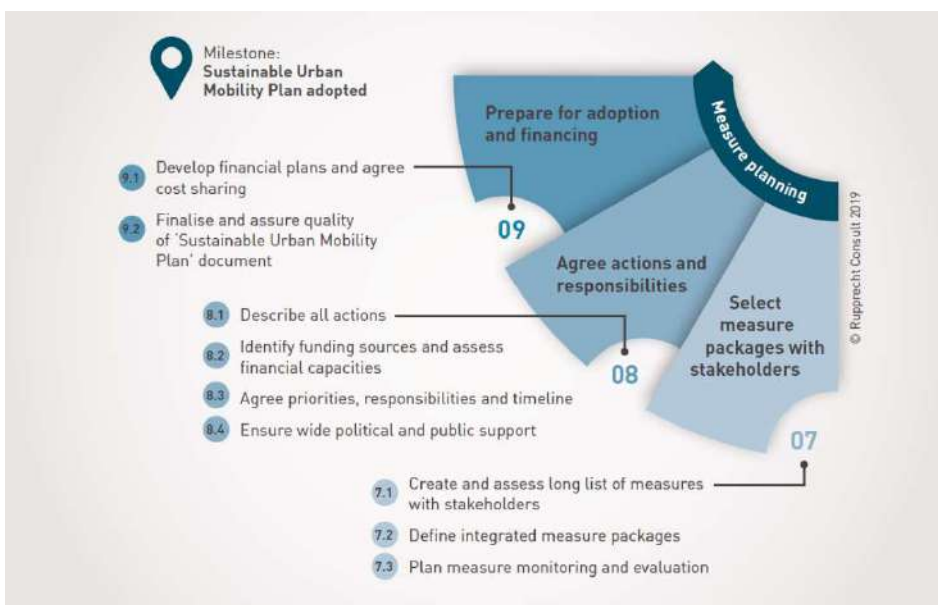 Milestone:
Sustainable Urban
Mobility Plan adopted
Prepare for adoption
and financing
Measure planning
9.1 Develop financial plans and agree
cost sharing
9.2 Finalise and assure quality
of ‘Sustainable Urban Mobility
Plan’ document
09
Agree actions and
responsibilities
8.1 Describe all actions
8.2 Identify funding sources and assess
financial capacities
8.3 Agree priorities, responsibilities and timeline
8.4 Ensure wide political and public support
08
Select
measure
packages with
stakeholders
07
7.1 Create and assess long list of measures
with stakeholders
7.2 Define integrated measure packages
7.3 Plan measure monitoring and evaluation
© Rupprecht Consult 2019